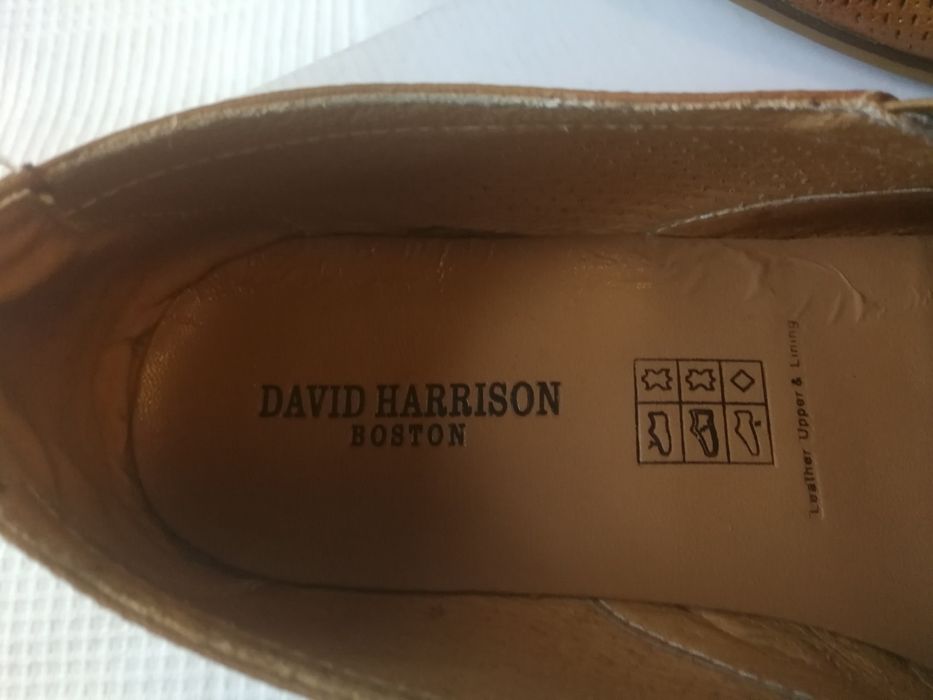 DAVID HARRISON
BOSTON
Leather Upper & Lining